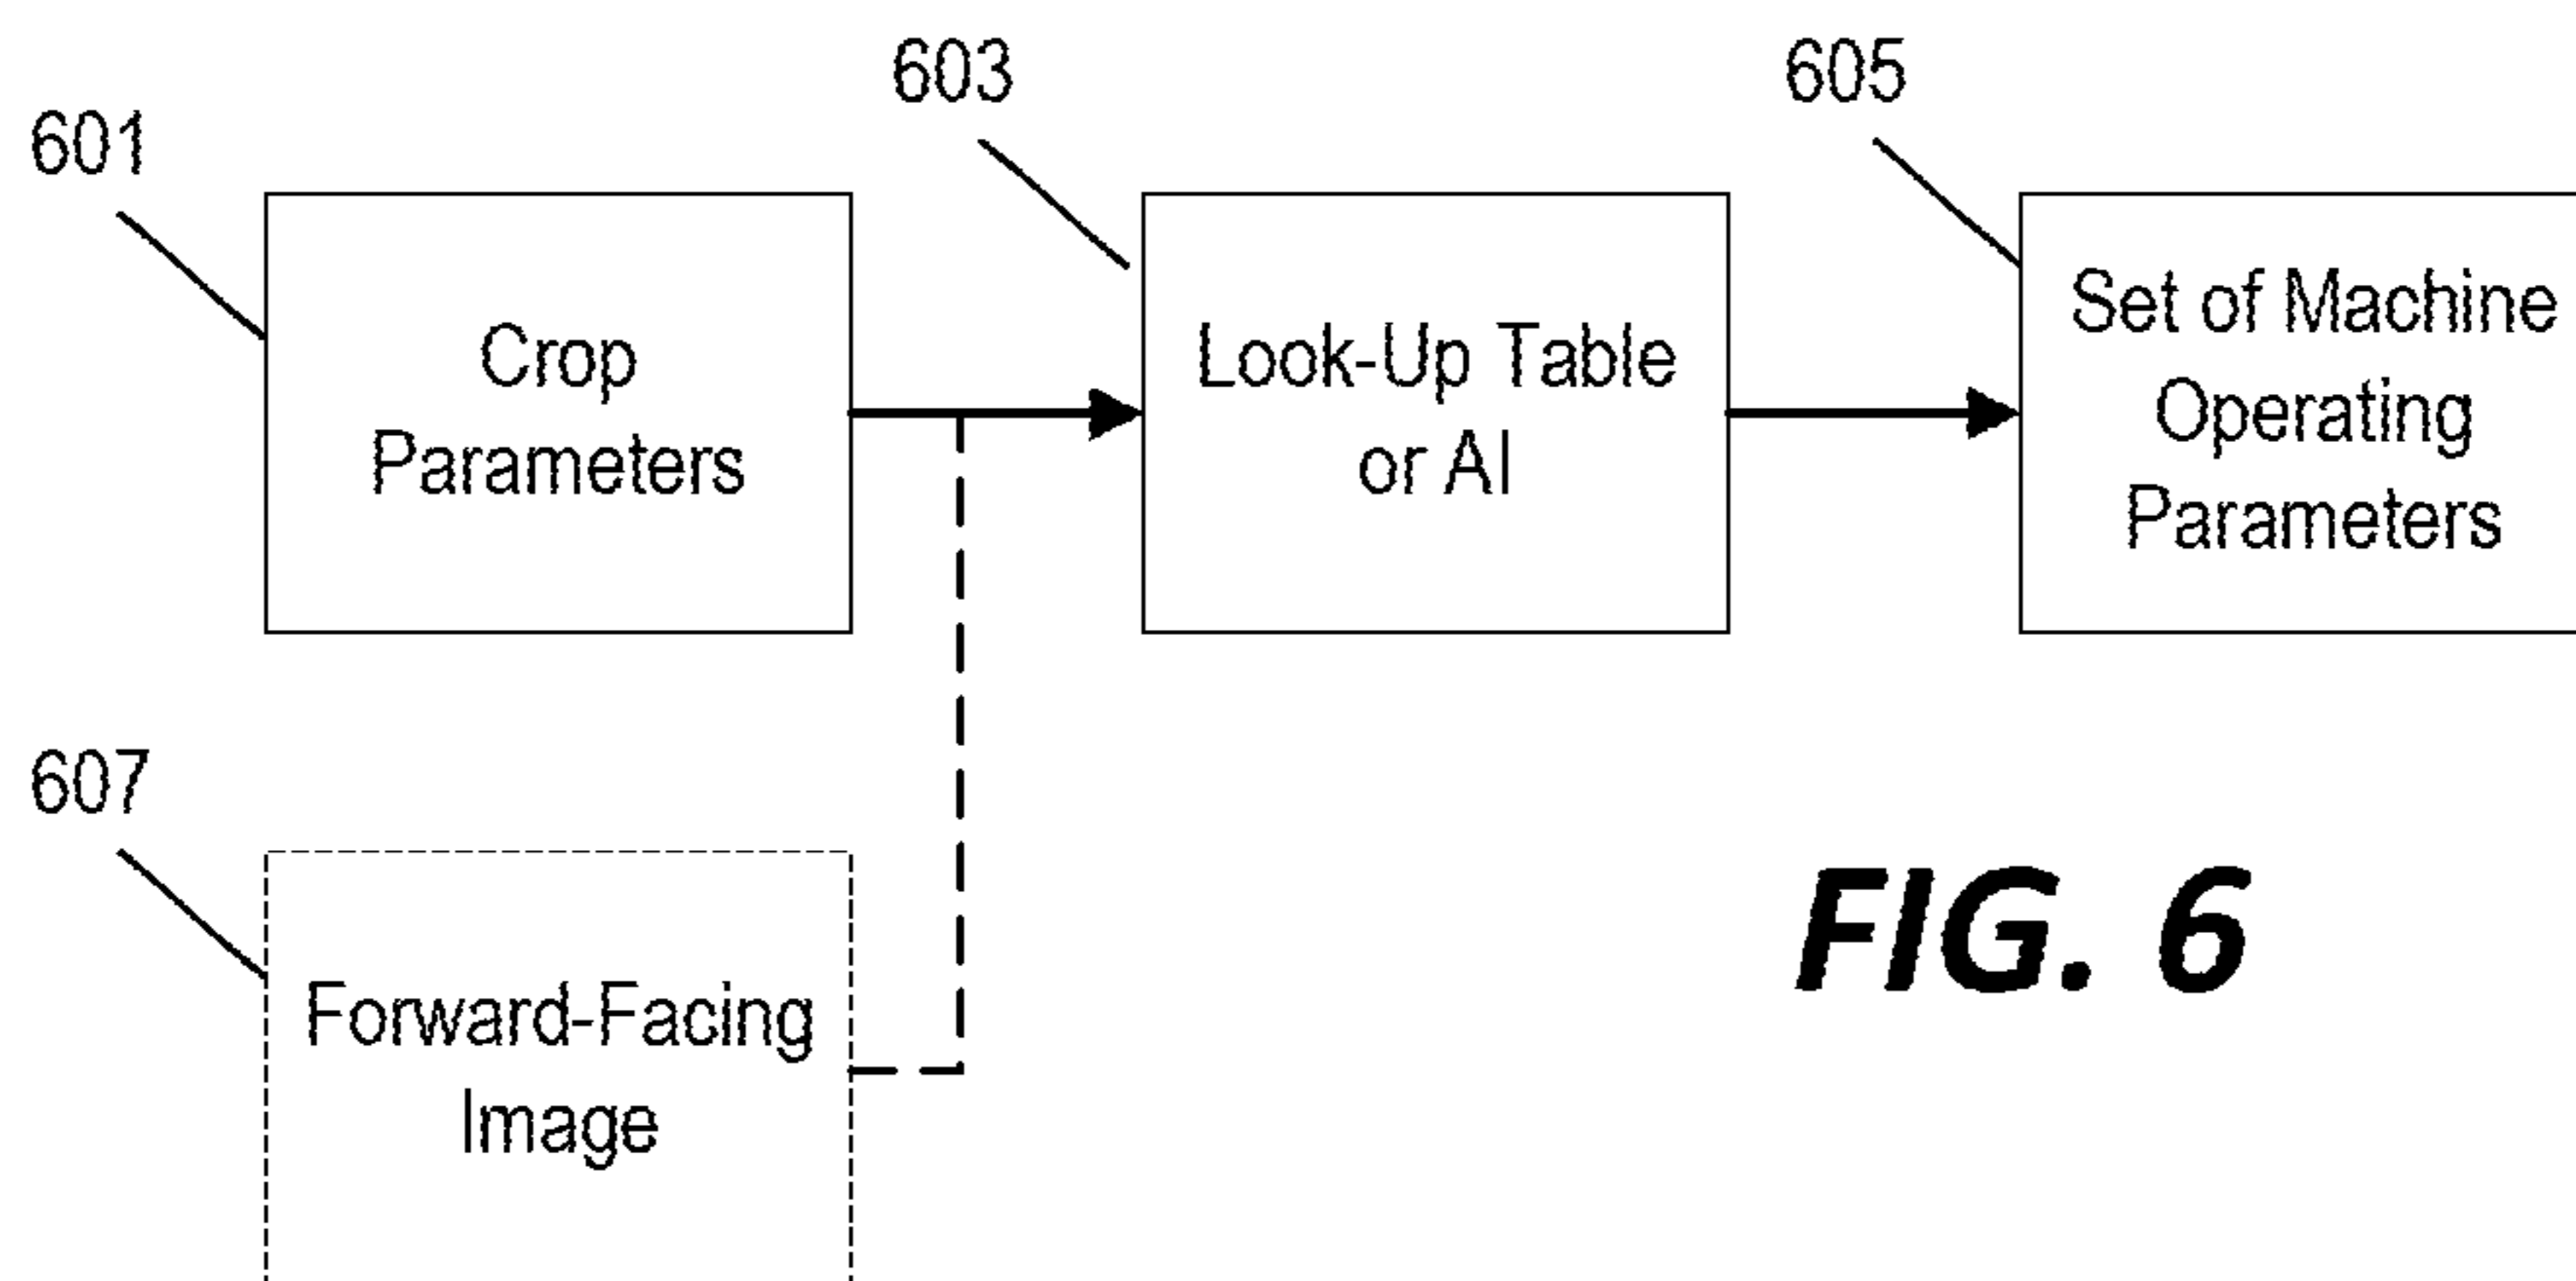 601
603
605
Crop
Parameters
Look-Up Table
or AI
Set of Machine
Operating
Parameters
607
Forward-Facing
Image
FIG. 6